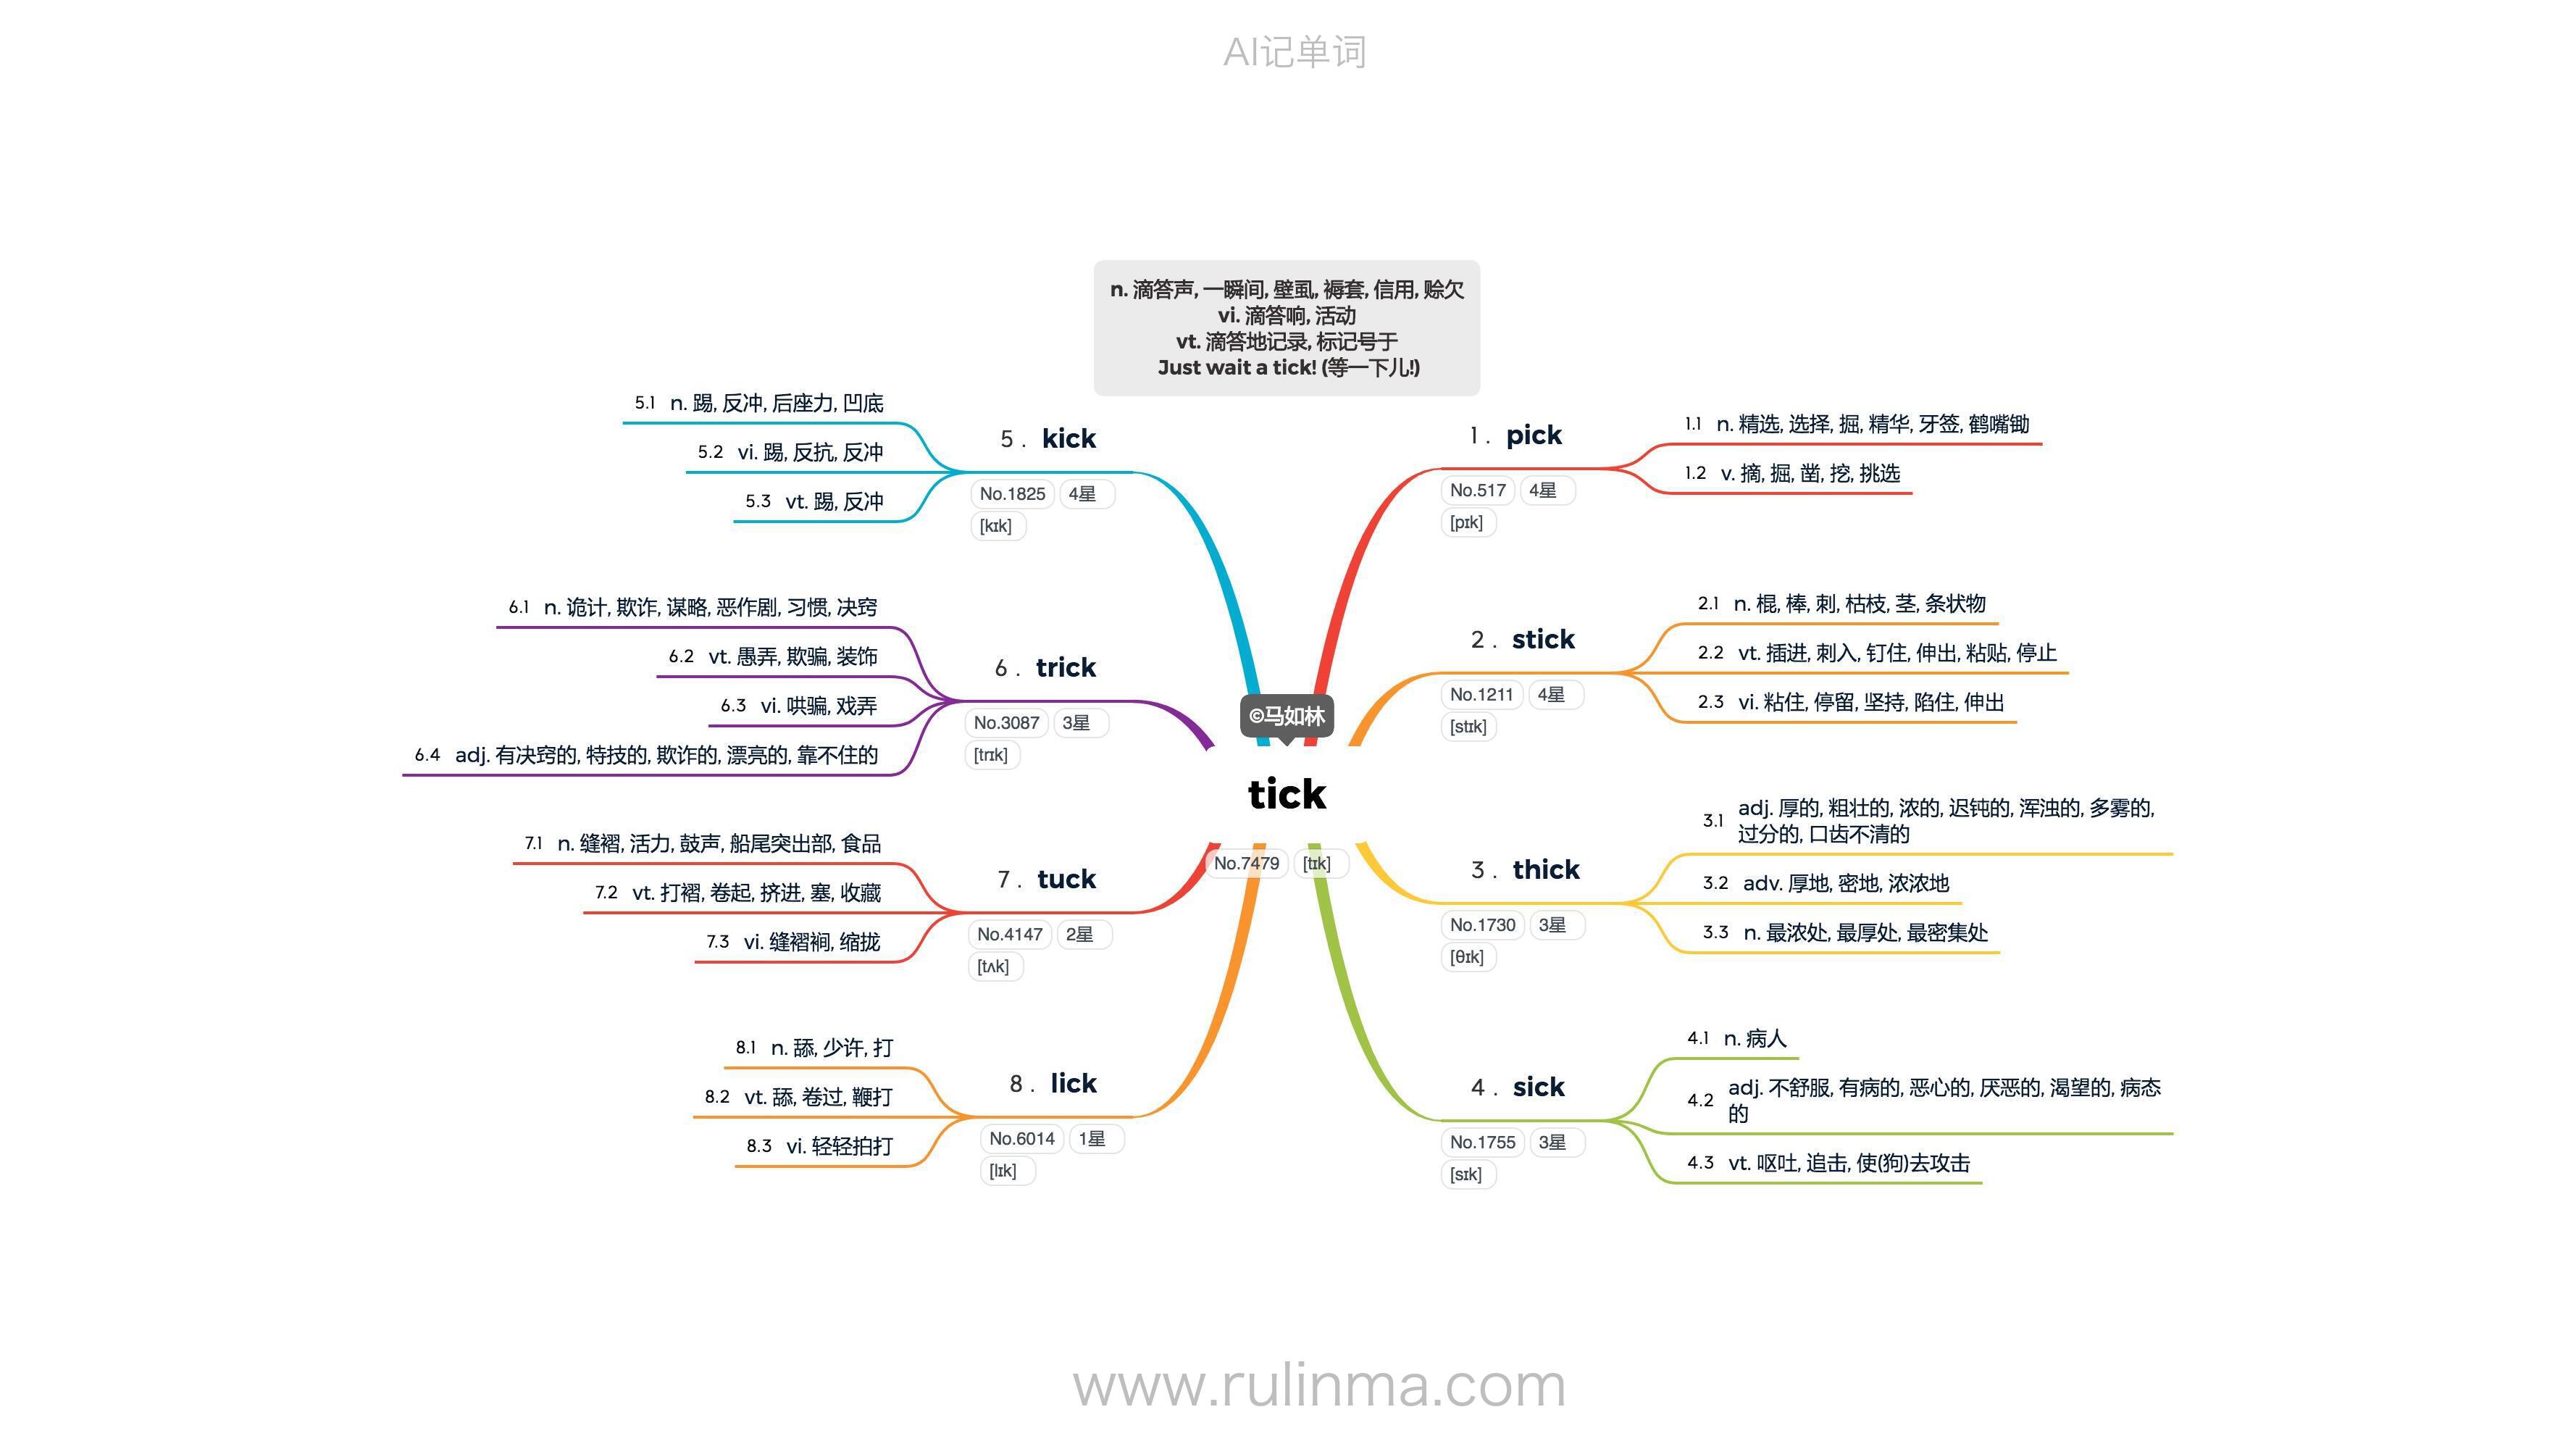 AI记单词
n. 滴答声, 一瞬间, 壁虱, 褥套, 信用, 赊欠
vi. 滴答响, 活动
vt. 滴答地记录, 标记号于
Just wait a tick! (等一下儿!)
©马如林
tick
No.7479 [tɪk]
1 . pick
No.517 4星
[pɪk]
1.1 n. 精选, 选择, 掘, 精华, 牙签, 鹤嘴锄
1.2 v. 摘, 掘, 凿, 挖, 挑选
2 . stick
No.1211 4星
[stɪk]
2.1 n. 棍, 棒, 刺, 枯枝, 茎, 条状物
2.2 vt. 插进, 刺入, 钉住, 伸出, 粘贴, 停止
2.3 vi. 粘住, 停留, 坚持, 陷住, 伸出
3 . thick
No.1730 3星
[θɪk]
3.1 adj. 厚的, 粗壮的, 浓的, 迟钝的, 浑浊的, 多雾的,
过分的, 口齿不清的
3.2 adv. 厚地, 密地, 浓浓地
3.3 n. 最浓处, 最厚处, 最密集处
4 . sick
No.1755 3星
[sɪk]
4.1 n. 病人
4.2 adj. 不舒服, 有病的, 恶心的, 厌恶的, 渴望的, 病态
的
4.3 vt. 呕吐, 追击, 使(狗)去攻击
5 . kick
No.1825 4星
[kɪk]
5.1 n. 踢, 反冲, 后座力, 凹底
5.2 vi. 踢, 反抗, 反冲
5.3 vt. 踢, 反冲
6 . trick
No.3087 3星
[trɪk]
6.1 n. 诡计, 欺诈, 谋略, 恶作剧, 习惯, 决窍
6.2 vt. 愚弄, 欺骗, 装饰
6.3 vi. 哄骗, 戏弄
6.4 adj. 有决窍的, 特技的, 欺诈的, 漂亮的, 靠不住的
7 . tuck
No.4147 2星
[tʌk]
7.1 n. 缝褶, 活力, 鼓声, 船尾突出部, 食品
7.2 vt. 打褶, 卷起, 挤进, 塞, 收藏
7.3 vi. 缝褶裥, 缩拢
8 . lick
No.6014 1星
[lɪk]
8.1 n. 舔, 少许, 打
8.2 vt. 舔, 卷过, 鞭打
8.3 vi. 轻轻拍打
www.rulinma.com